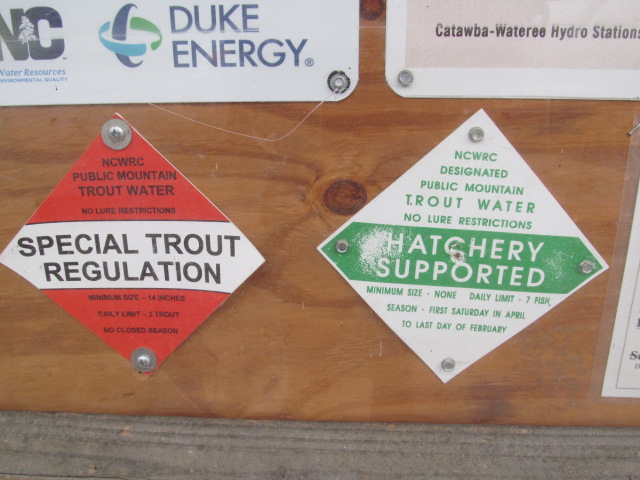 NC
Water Resources
ENVIRONMENTAL QUALITY
DUKE
ENERGY®
Catawba-Wateree Hydro Stations
NCWRC
PUBLIC MOUNTAIN
TROUT WATER
NO LURE RESTRICTIONS
SPECIAL TROUT
REGULATION
MINIMUM SIZE - 14 INCHES
DAILY LIMIT - 2 TROUT
NO CLOSED SEASON
NCWRC
DESIGNATED
PUBLIC MOUNTAIN
TROUT WATER
NO LURE RESTRICTIONS
HATCHERY
SUPPORTED
MINIMUM SIZE - NONE DAILY LIMIT - 7 FISH
SEASON - FIRST SATURDAY IN APRIL
TO LAST DAY OF FEBRUARY